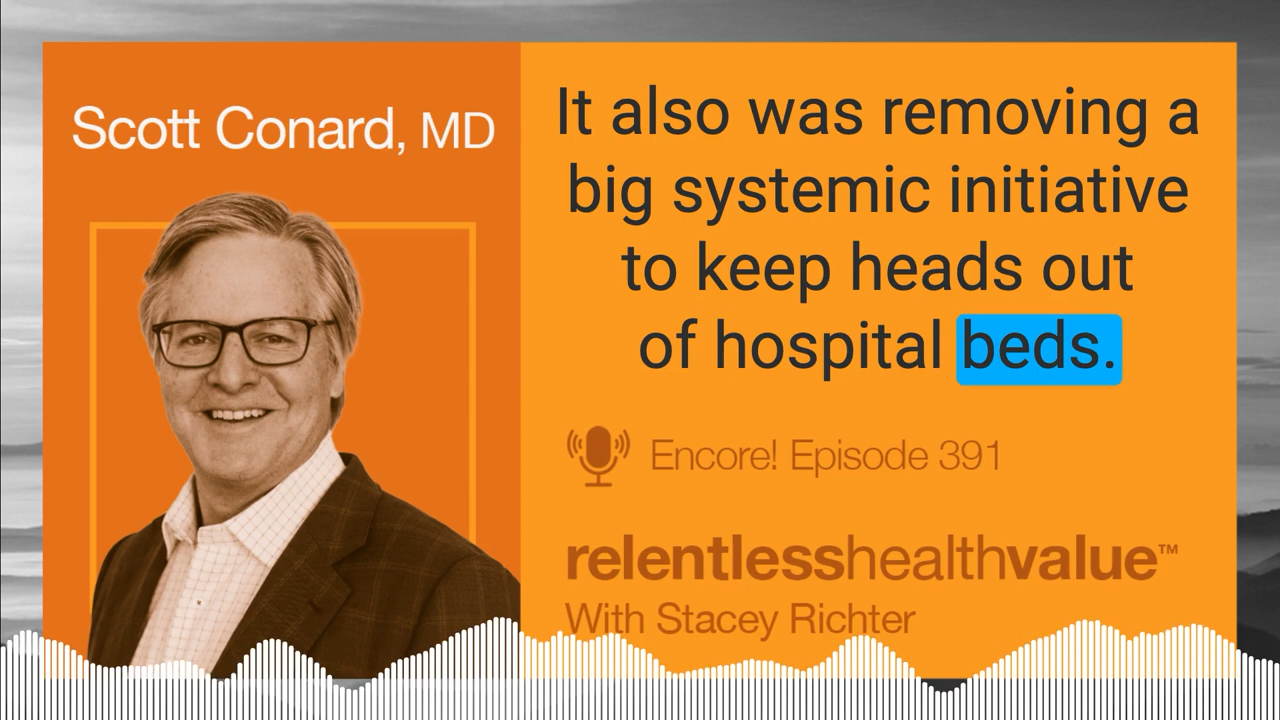 Scott Conard, MD
It also was removing a
big systemic initiative
to keep heads out
of hospital beds.
Encore! Episode 391
relentlesshealthvalue™
With Stacey Richter